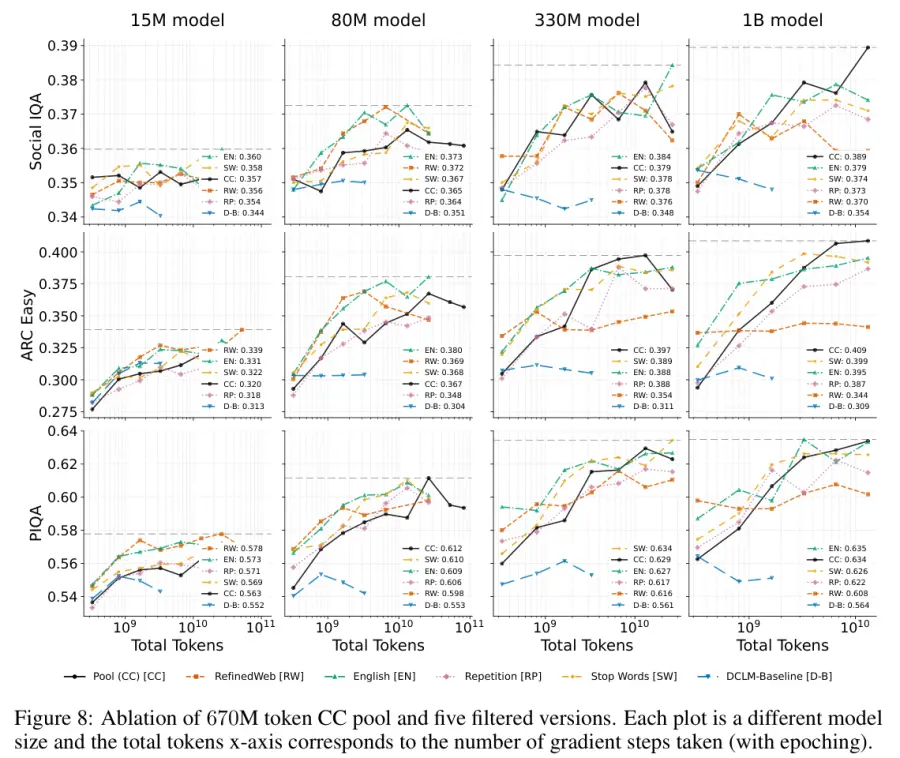 15M model 80M model 330M model 1B model
Social IQA
0.39
0.38
0.37
0.36
0.35
0.34
EN: 0.360
SW: 0.358
CC: 0.357
RW: 0.356
RP: 0.354
D-B: 0.344
EN: 0.373
RW: 0.372
SW: 0.367
CC: 0.365
RP: 0.364
D-B: 0.351
EN: 0.384
CC: 0.379
SW: 0.378
RP: 0.378
RW: 0.376
D-B: 0.348
CC: 0.389
EN: 0.379
SW: 0.374
RP: 0.373
RW: 0.370
D-B: 0.354
ARC Easy
0.400
0.375
0.350
0.325
0.300
0.275
RW: 0.339
EN: 0.331
SW: 0.322
CC: 0.320
RP: 0.318
D-B: 0.313
EN: 0.380
RW: 0.369
SW: 0.368
CC: 0.367
RP: 0.348
D-B: 0.304
CC: 0.397
SW: 0.389
EN: 0.388
RP: 0.388
RW: 0.354
D-B: 0.311
CC: 0.409
SW: 0.399
EN: 0.395
RP: 0.387
RW: 0.344
D-B: 0.309
PIQA
0.64
0.62
0.60
0.58
0.56
0.54
RW: 0.578
EN: 0.573
RP: 0.571
SW: 0.569
CC: 0.563
D-B: 0.552
CC: 0.612
SW: 0.610
EN: 0.609
RP: 0.606
RW: 0.598
D-B: 0.553
SW: 0.634
CC: 0.629
EN: 0.627
RP: 0.617
RW: 0.616
D-B: 0.561
EN: 0.635
CC: 0.634
SW: 0.626
RP: 0.622
RW: 0.608
D-B: 0.564
10⁹ 10¹⁰ 10¹¹ 10⁹ 10¹⁰ 10¹¹ 10⁹ 10¹⁰ 10⁹ 10¹⁰
Total Tokens Total Tokens Total Tokens Total Tokens
Pool (CC) [CC] RefinedWeb [RW] English [EN] Repetition [RP] Stop Words [SW] DCLM-Baseline [D-B]
Figure 8: Ablation of 670M token CC pool and five filtered versions. Each plot is a different model
size and the total tokens x-axis corresponds to the number of gradient steps taken (with epoching).